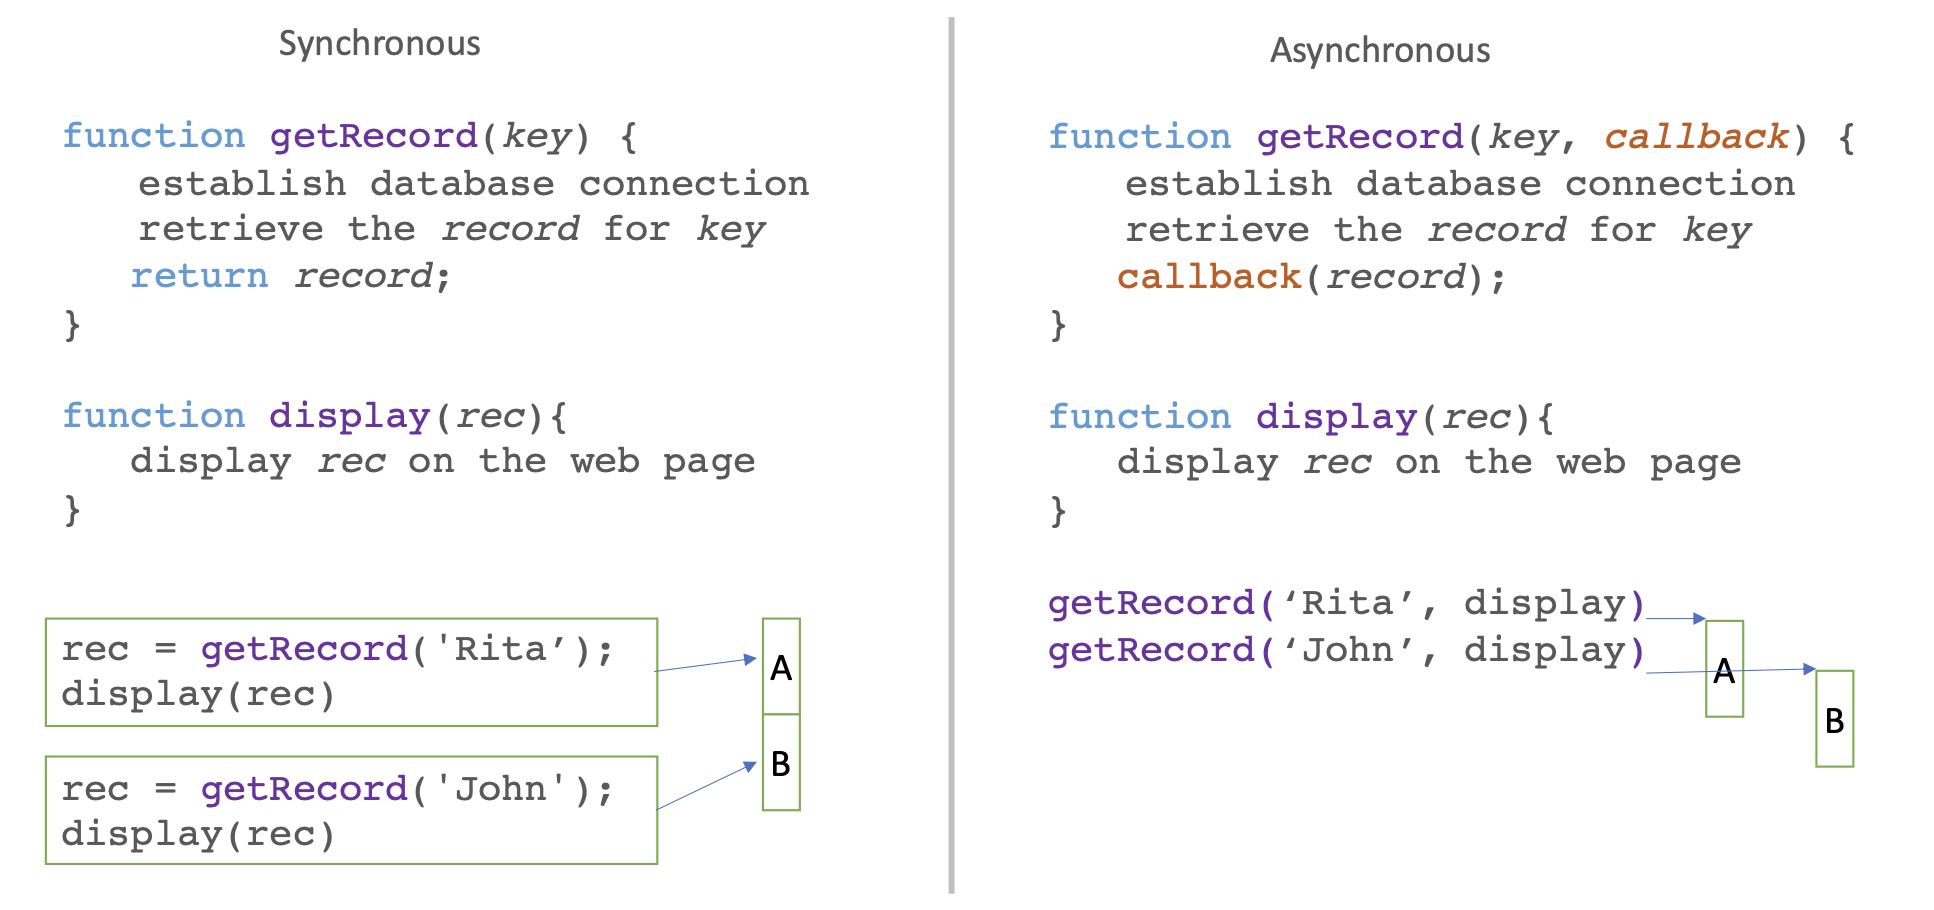 Synchronous
function getRecord(key) {
establish database connection
retrieve the record for key
return record;
}
function display(rec){
display rec on the web page
}
rec = getRecord('Rita’);
display(rec)
rec = getRecord('John');
display(rec)
A
B
Asynchronous
function getRecord(key, callback) {
establish database connection
retrieve the record for key
callback(record);
}
function display(rec){
display rec on the web page
}
getRecord(‘Rita’, display)
getRecord(‘John’, display)
A
B